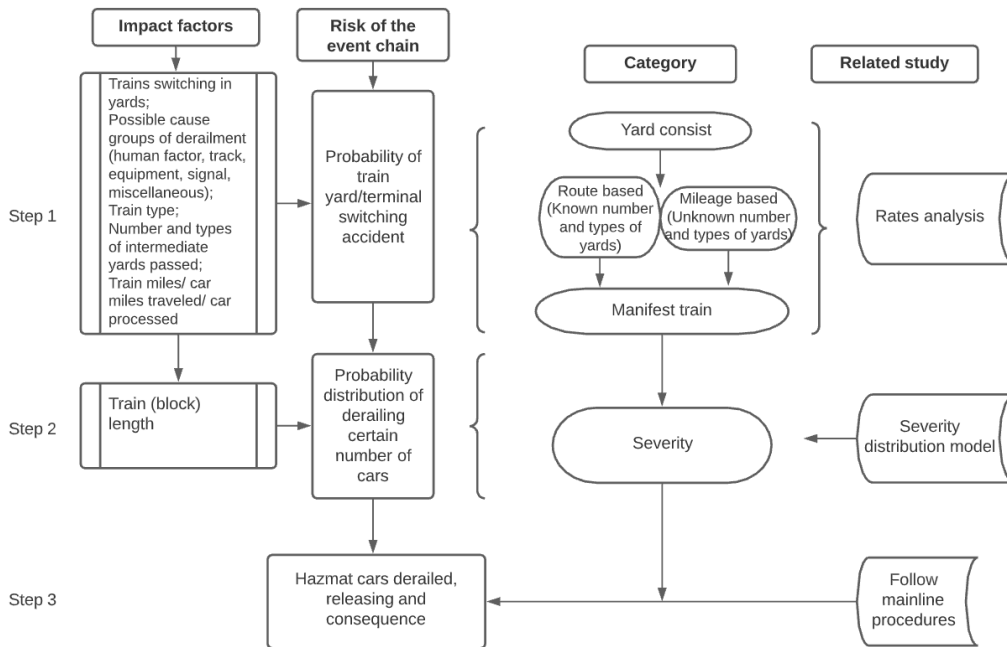 Impact factors
Risk of the
event chain
Category
Related study
Step 1
Trains switching in
yards;
Possible cause
groups of derailment
(human factor, track,
equipment, signal,
miscellaneous);
Train type;
Number and types
of intermediate
yards passed;
Train miles/ car
miles traveled/ car
processed
Probability of
train
yard/terminal
switching
accident
Yard consist
Route based
(Known number
and types of
yards)
Mileage based
(Unknown number
and types of yards)
Manifest train
Rates analysis
Step 2
Train (block)
length
Probability
distribution of
derailing
certain
number of
cars
Severity
Severity
distribution model
Step 3
Hazmat cars derailed,
releasing and
consequence
Follow
mainline
procedures